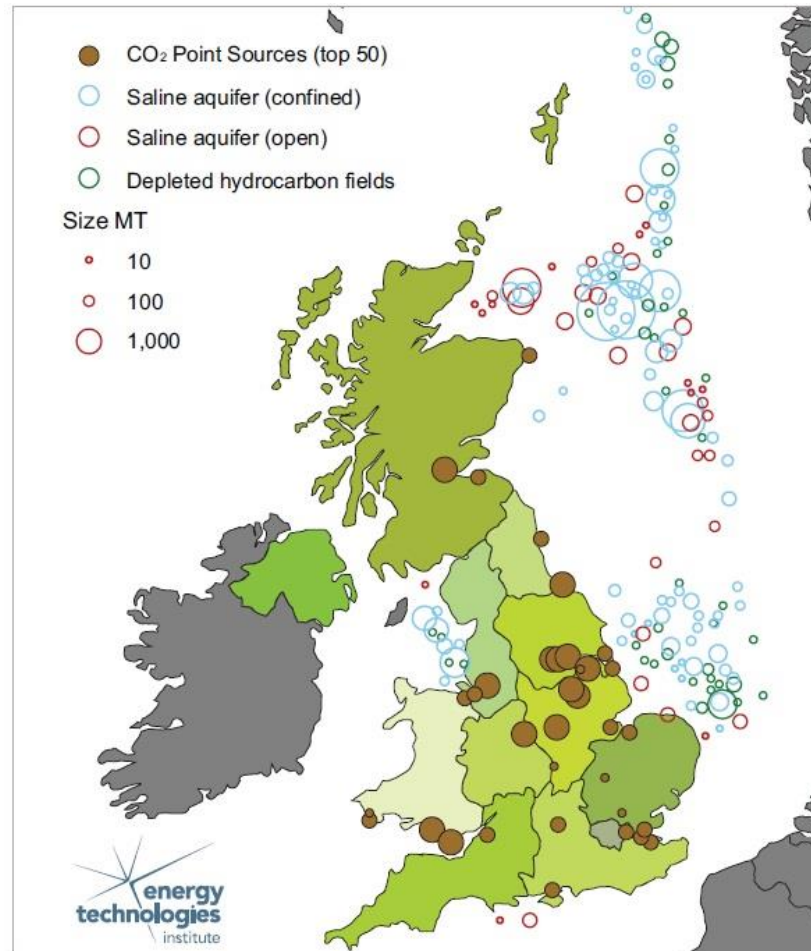 CO₂ Point Sources (top 50)
Saline aquifer (confined)
Saline aquifer (open)
Depleted hydrocarbon fields
Size MT
10
100
1,000
energy
technologies
institute